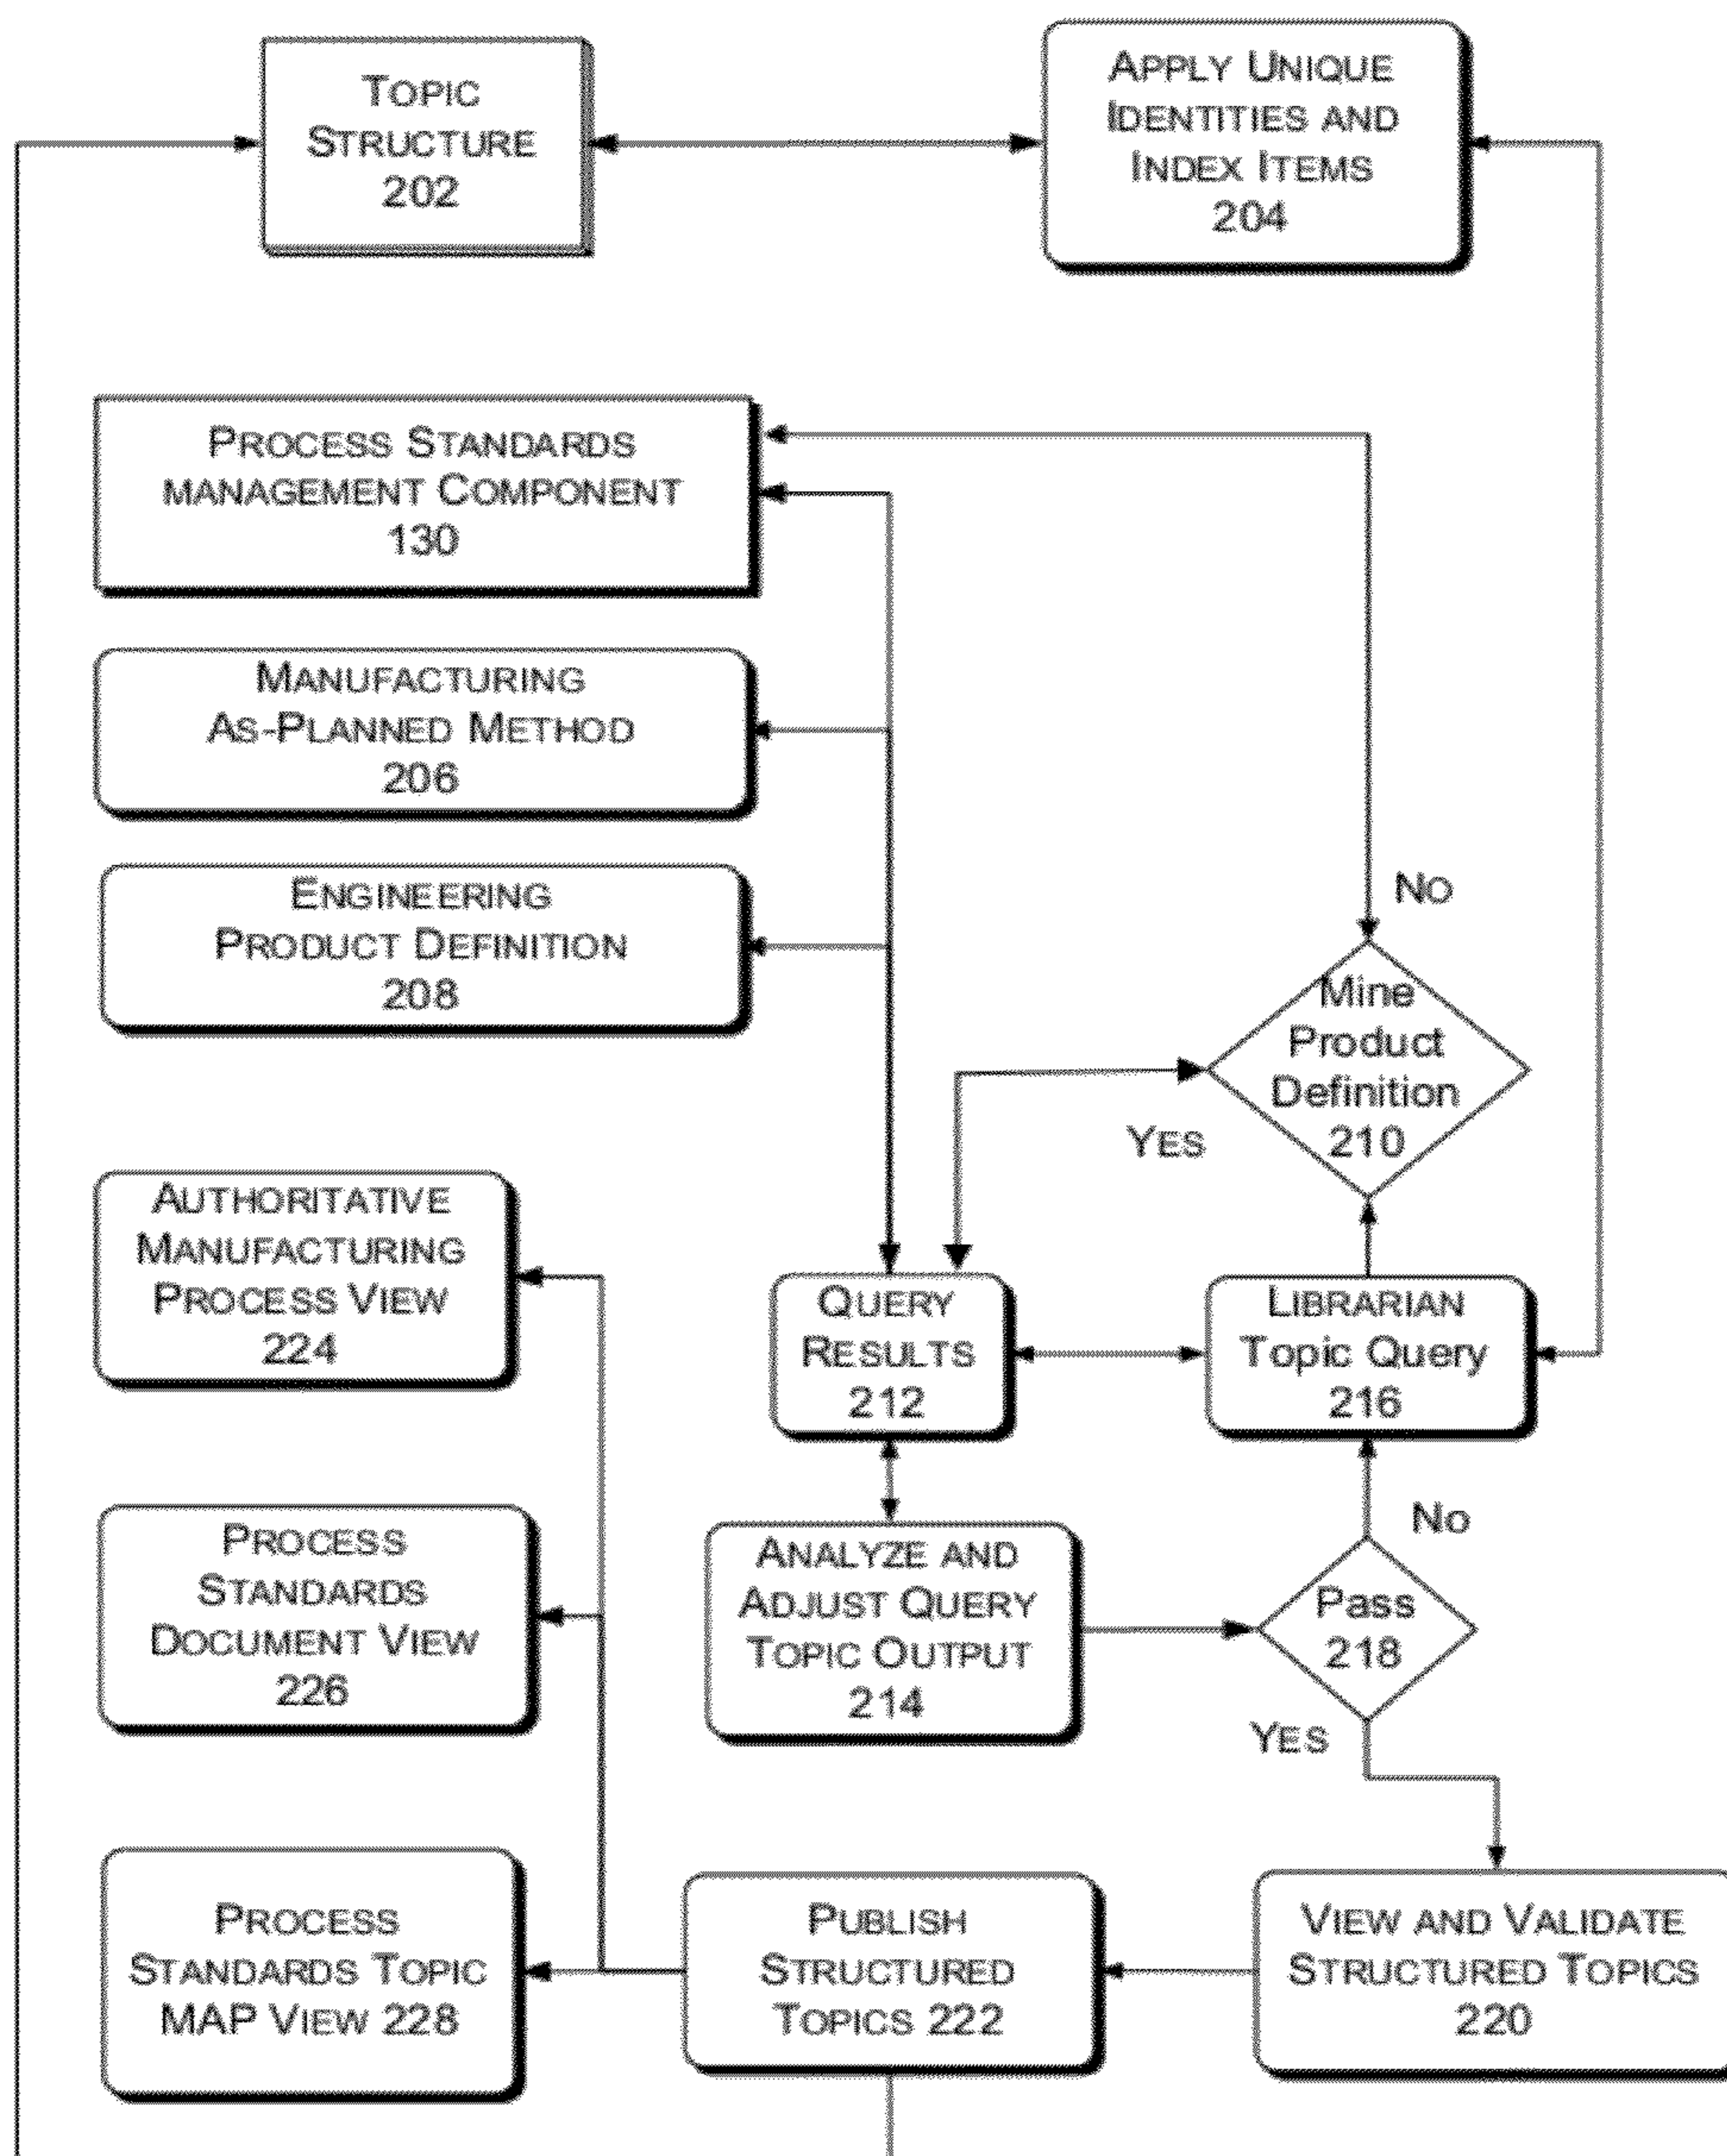 TOPIC
STRUCTURE
202
APPLY UNIQUE
IDENTITIES AND
INDEX ITEMS
204
PROCESS STANDARDS
MANAGEMENT COMPONENT
130
MANUFACTURING
AS-PLANNED METHOD
206
ENGINEERING
PRODUCT DEFINITION
208
NO
Mine
Product
Definition
210
YES
AUTHORITATIVE
MANUFACTURING
PROCESS VIEW
224
QUERY
RESULTS
212
LIBRARIAN
Topic Query
216
NO
PROCESS
STANDARDS
DOCUMENT VIEW
226
ANALYZE AND
ADJUST QUERY
TOPIC OUTPUT
214
Pass
218
YES
PROCESS
STANDARDS TOPIC
MAP VIEW 228
PUBLISH
STRUCTURED
TOPICS 222
VIEW AND VALIDATE
STRUCTURED TOPICS
220